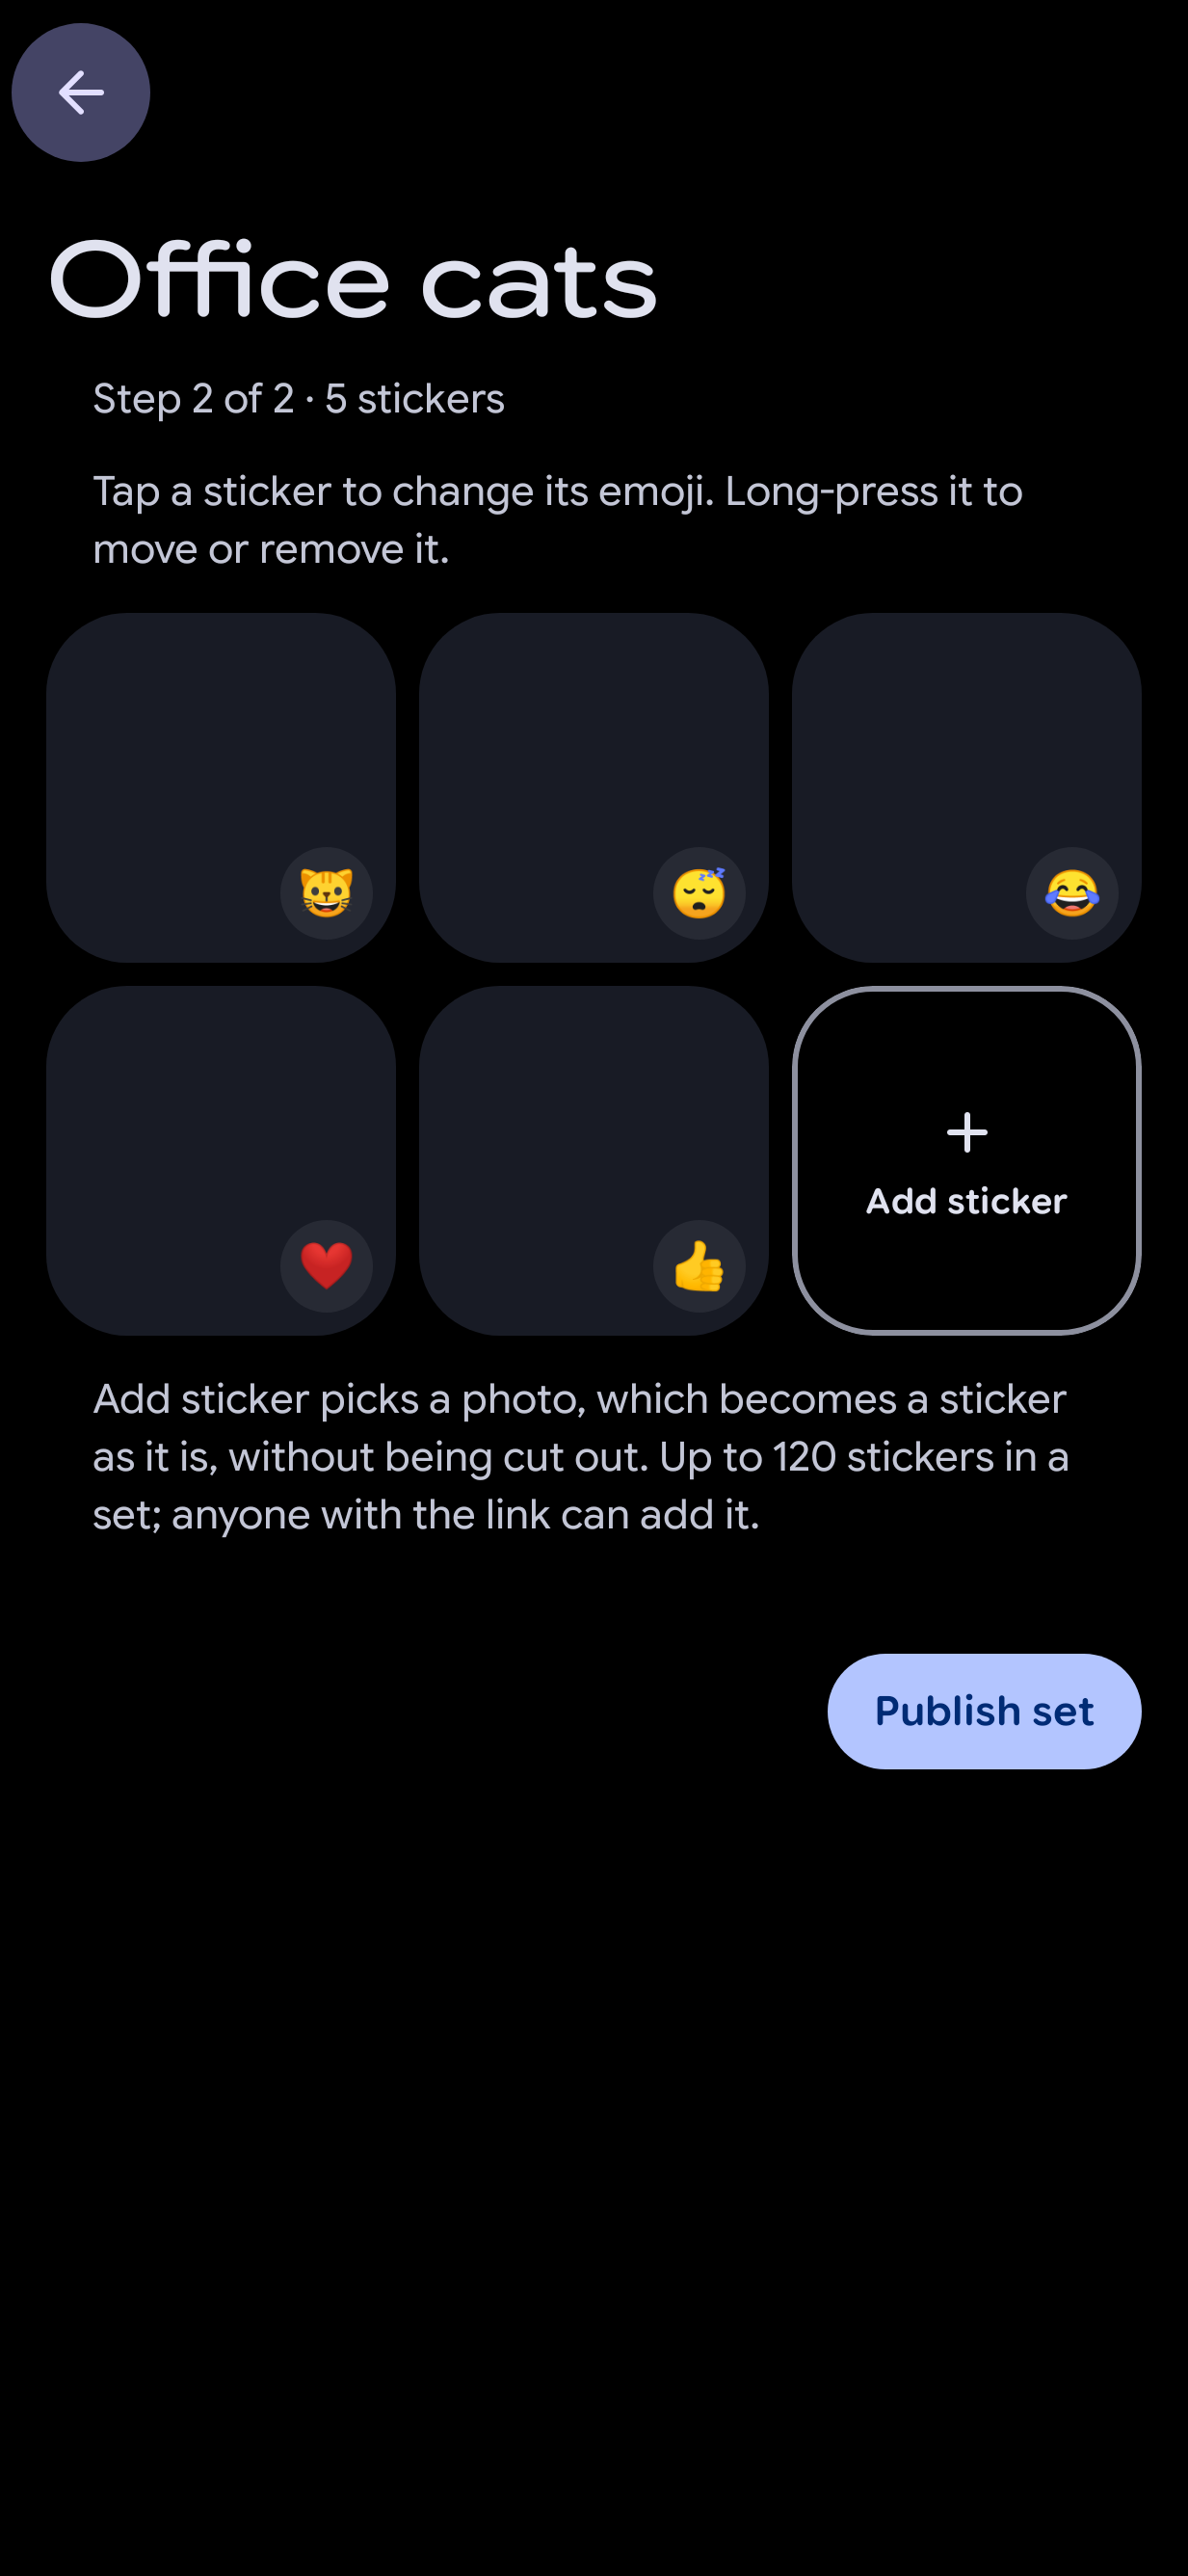 Office cats
Step 2 of 2 · 5 stickers
Tap a sticker to change its emoji. Long-press it to
move or remove it.
Add sticker
Add sticker picks a photo, which becomes a sticker
as it is, without being cut out. Up to 120 stickers in a
set; anyone with the link can add it.
Publish set